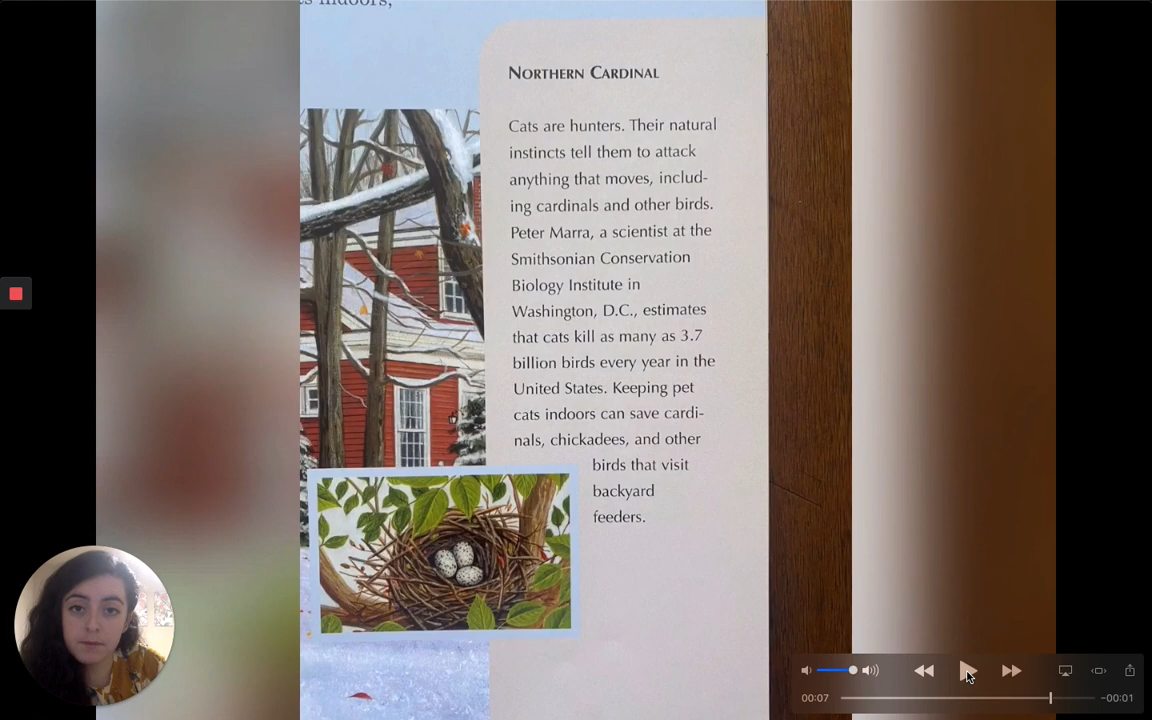 s indoors,
NORTHERN CARDINAL
Cats are hunters. Their natural
instincts tell them to attack
anything that moves, includ-
ing cardinals and other birds.
Peter Marra, a scientist at the
Smithsonian Conservation
Biology Institute in
Washington, D.C., estimates
that cats kill as many as 3.7
billion birds every year in the
United States. Keeping pet
cats indoors can save cardi-
nals, chickadees, and other
birds that visit
backyard
feeders.
00:07
-00:01